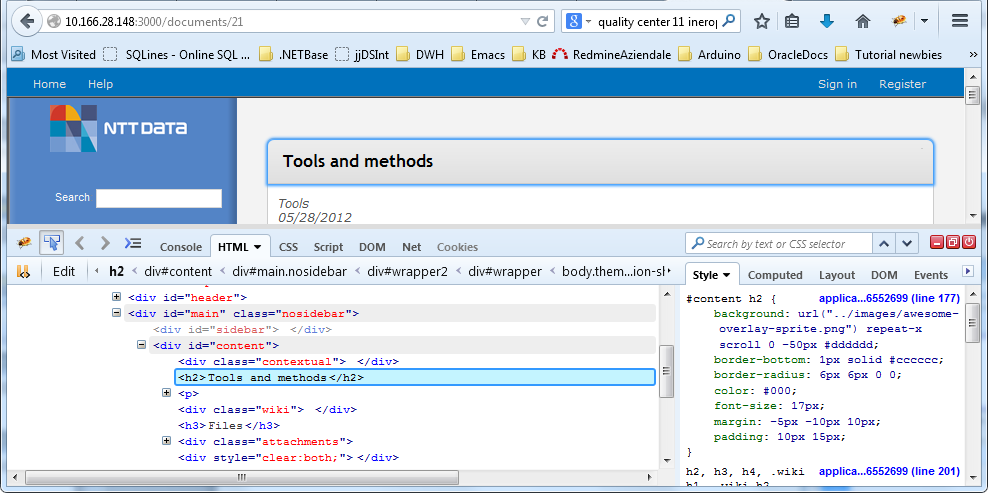 10.166.28.148:3000/documents/21
quality center 11 inerop
Most Visited SQLines - Online SQL ... .NETBase jjDSInt DWH Emacs KB RedmineAziendale Arduino OracleDocs Tutorial newbies »
Home Help Sign in Register
NTT DATA
Tools and methods
Search
Tools
05/28/2012
Console HTML CSS Script DOM Net Cookies
Search by text or CSS selector
Edit h2 < div#content < div#main.nosidebar < div#wrapper2 < div#wrapper < body.them...ion-sh
Style Computed Layout DOM Events
<div id="header">
<div id="main" class="nosidebar">
<div id="sidebar"> </div>
<div id="content">
<div class="contextual"> </div>
<h2>Tools and methods</h2>
<p>
<div class="wiki"> </div>
<h3>Files</h3>
<div class="attachments">
<div style="clear:both;"></div>
#content h2 { applica...6552699 (line 177)
background: url("../images/awesome-
overlay-sprite.png") repeat-x
scroll 0 -50px #dddddd;
border-bottom: 1px solid #cccccc;
border-radius: 6px 6px 0 0;
color: #000;
font-size: 17px;
margin: -5px -10px 10px;
padding: 10px 15px;
}
h2, h3, h4, .wiki applica...6552699 (line 201)
h1, .wiki h2,